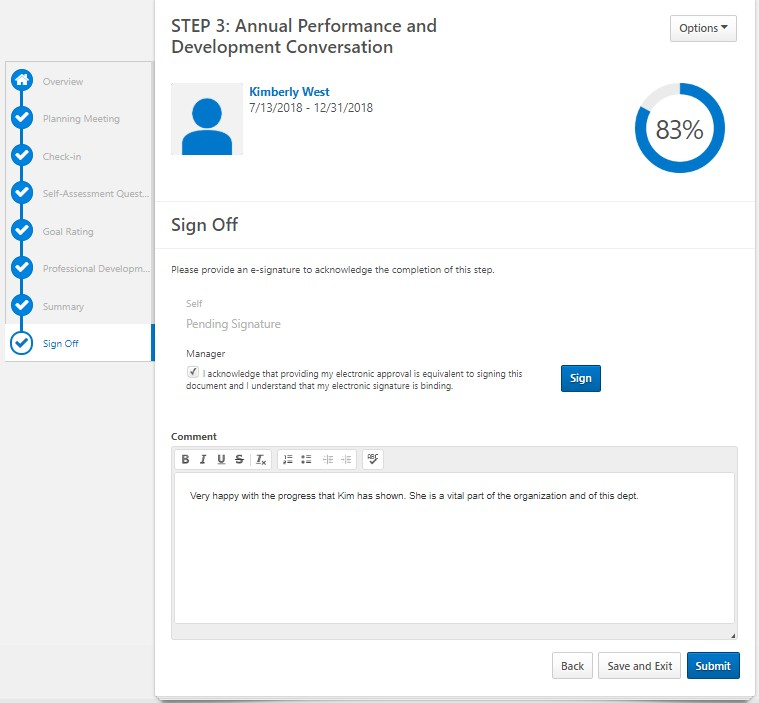 STEP 3: Annual Performance and
Development Conversation
Options
Overview
Planning Meeting
Check-in
Self-Assessment Quest...
Goal Rating
Professional Developm...
Summary
Sign Off
Kimberly West
7/13/2018 - 12/31/2018
83%
Sign Off
Please provide an e-signature to acknowledge the completion of this step.
Self
Pending Signature
Manager
I acknowledge that providing my electronic approval is equivalent to signing this
document and I understand that my electronic signature is binding.
Sign
Comment
B I U S Tx ABC
Very happy with the progress that Kim has shown. She is a vital part of the organization and of this dept.
Back Save and Exit Submit